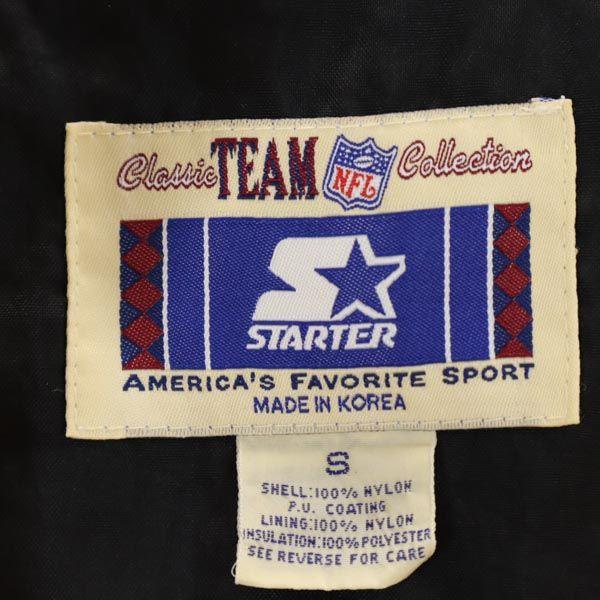 Classic TEAM NFL Collection
STARTER
AMERICA'S FAVORITE SPORT
MADE IN KOREA
S
SHELL:100% NYLON
P.U. COATING
LINING:100% NYLON
INSULATION:100% POLYESTER
SEE REVERSE FOR CARE